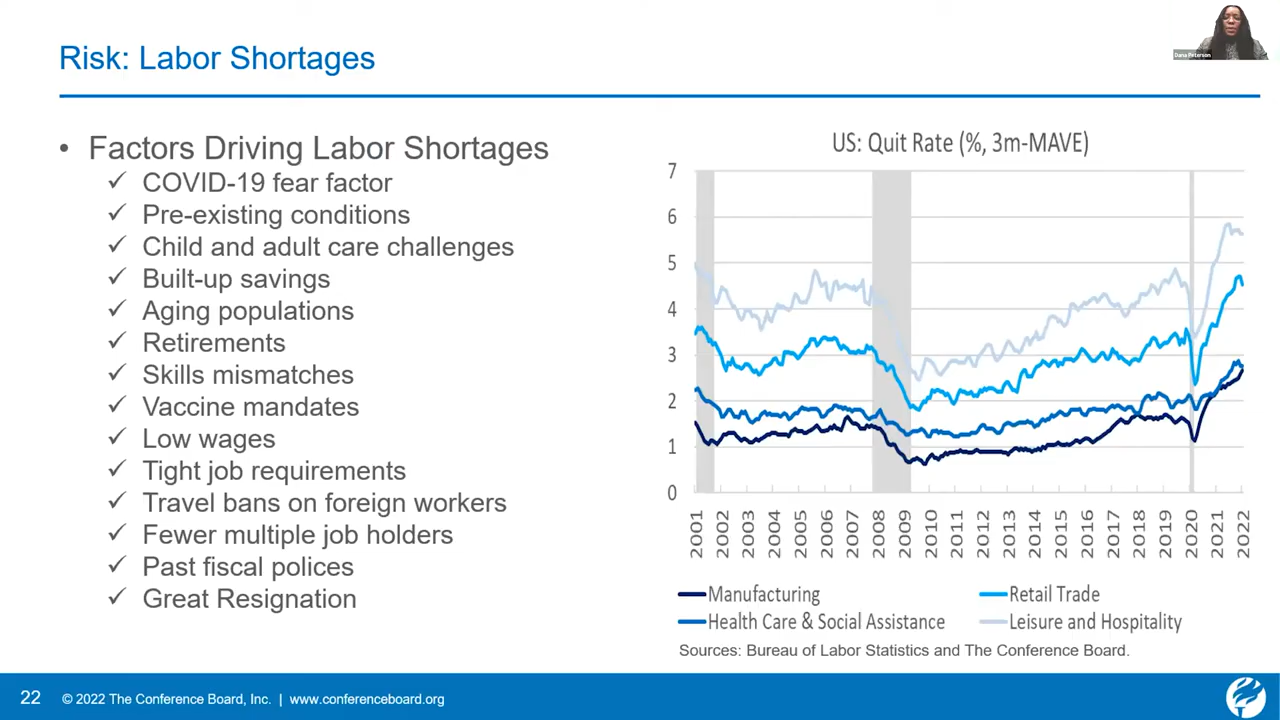 Risk: Labor Shortages
Dana Peterson
• Factors Driving Labor Shortages
✓ COVID-19 fear factor
✓ Pre-existing conditions
✓ Child and adult care challenges
✓ Built-up savings
✓ Aging populations
✓ Retirements
✓ Skills mismatches
✓ Vaccine mandates
✓ Low wages
✓ Tight job requirements
✓ Travel bans on foreign workers
✓ Fewer multiple job holders
✓ Past fiscal polices
✓ Great Resignation
US: Quit Rate (%, 3m-MAVE)
7
6
5
4
3
2
1
0
2001 2002 2003 2004 2005 2006 2007 2008 2009 2010 2011 2012 2013 2014 2015 2016 2017 2018 2019 2020 2021 2022
Manufacturing Retail Trade
Health Care & Social Assistance Leisure and Hospitality
Sources: Bureau of Labor Statistics and The Conference Board.
22 © 2022 The Conference Board, Inc. | www.conferenceboard.org